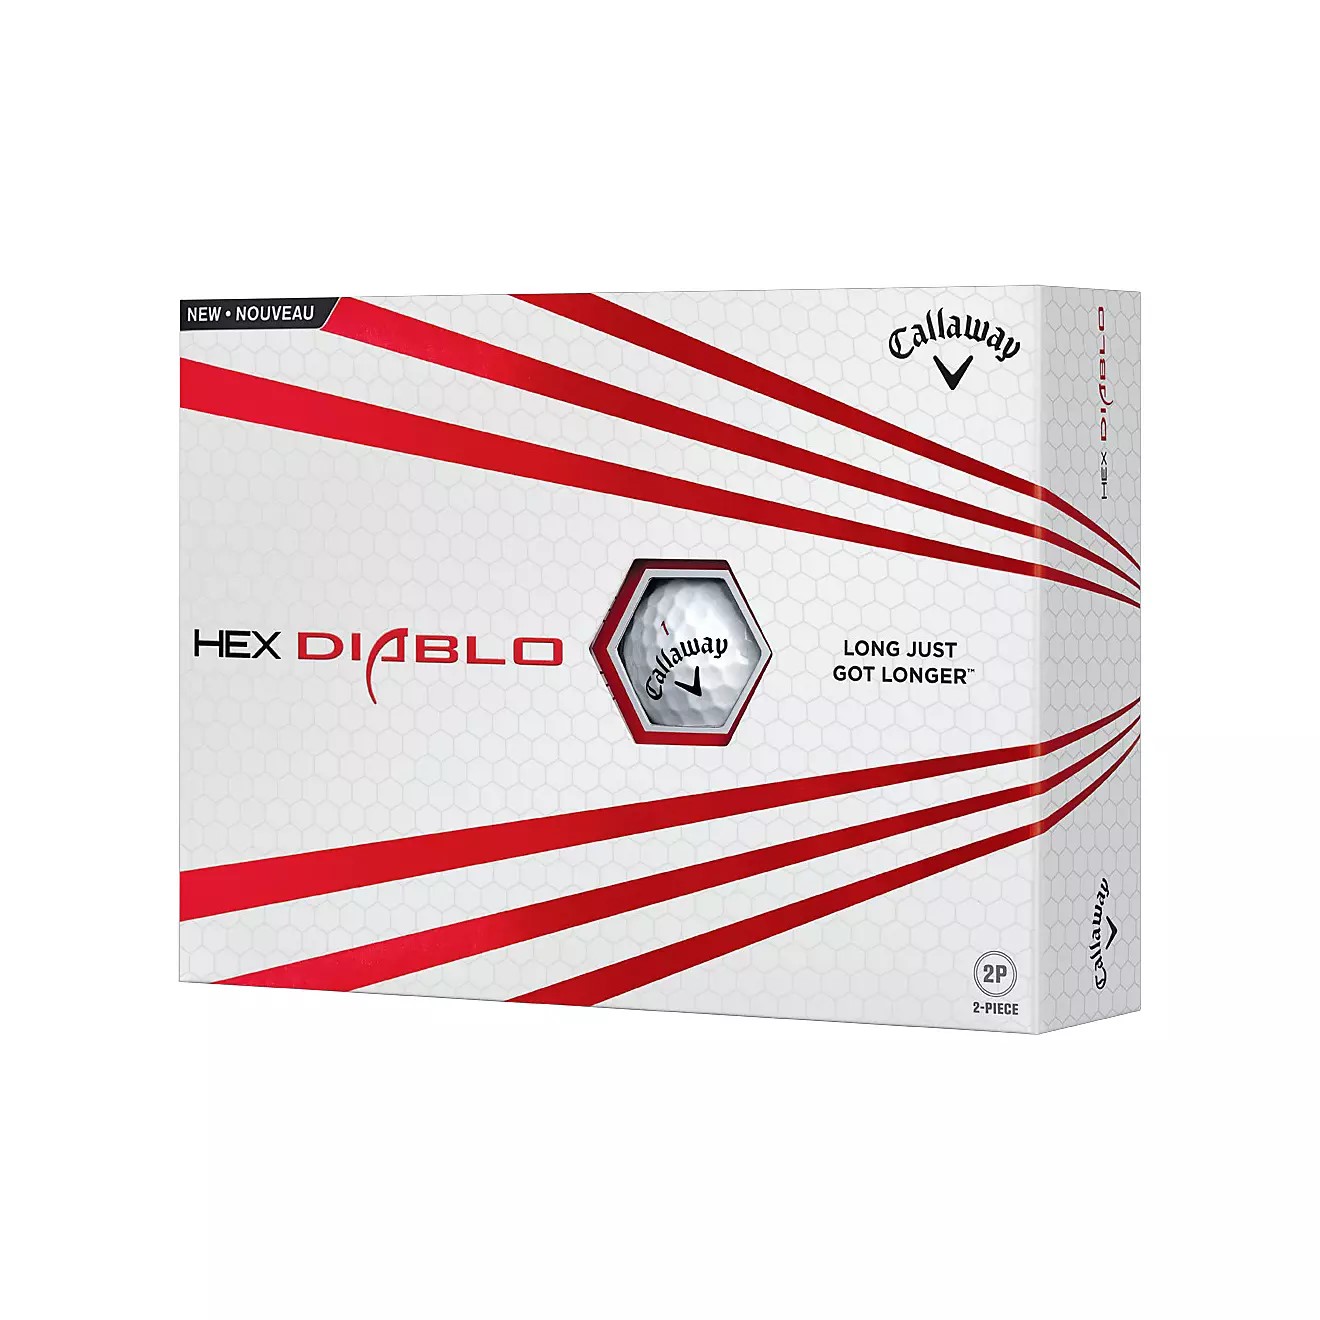 NEW • NOUVEAU
Callaway
HEX DIABLO
HEX DIABLO
1
Callaway
LONG JUST
GOT LONGER™
2P
2-PIECE
Callaway